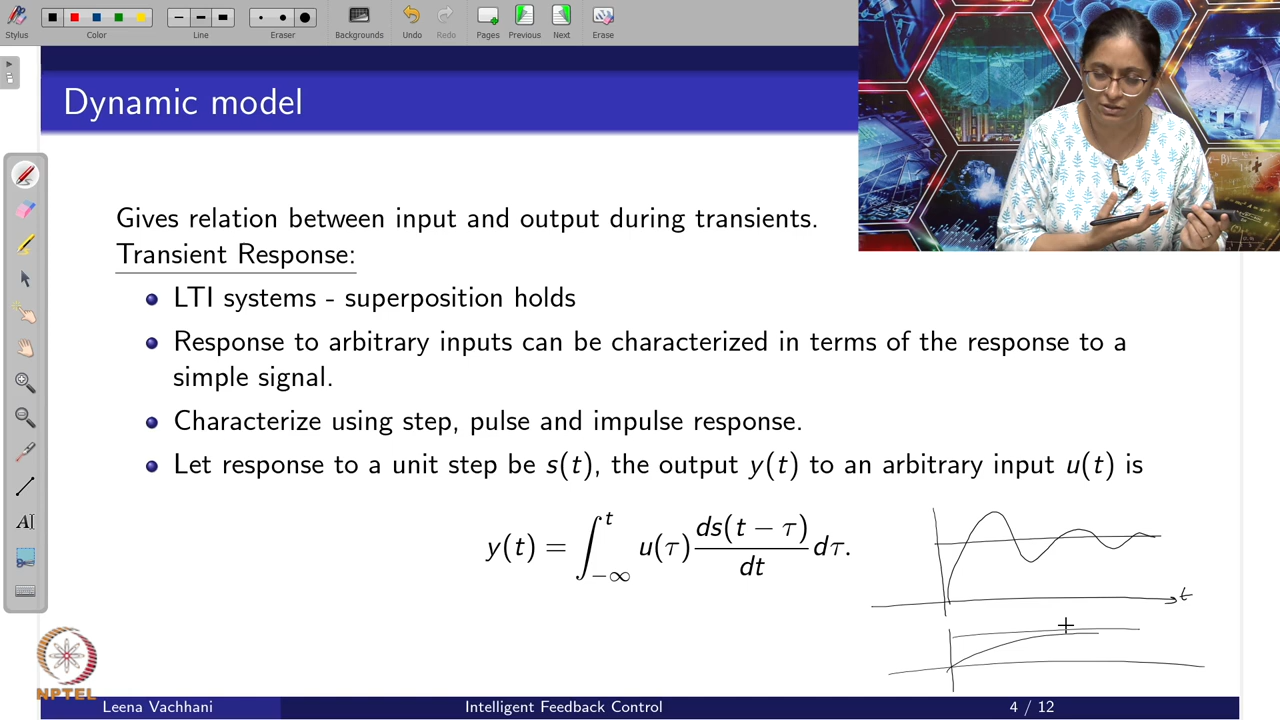 Stylus
Color
Line
Eraser
Backgrounds
Undo
Redo
Pages
Previous
Next
Erase
Dynamic model
Gives relation between input and output during transients.
Transient Response:
LTI systems - superposition holds
Response to arbitrary inputs can be characterized in terms of the response to a
simple signal.
Characterize using step, pulse and impulse response.
Let response to a unit step be s(t), the output y(t) to an arbitrary input u(t) is
y(t) = ∫_{−∞}^{t} u(τ) ds(t − τ)/dt dτ.
t
NPTEL
Leena Vachhani
Intelligent Feedback Control
4 / 12